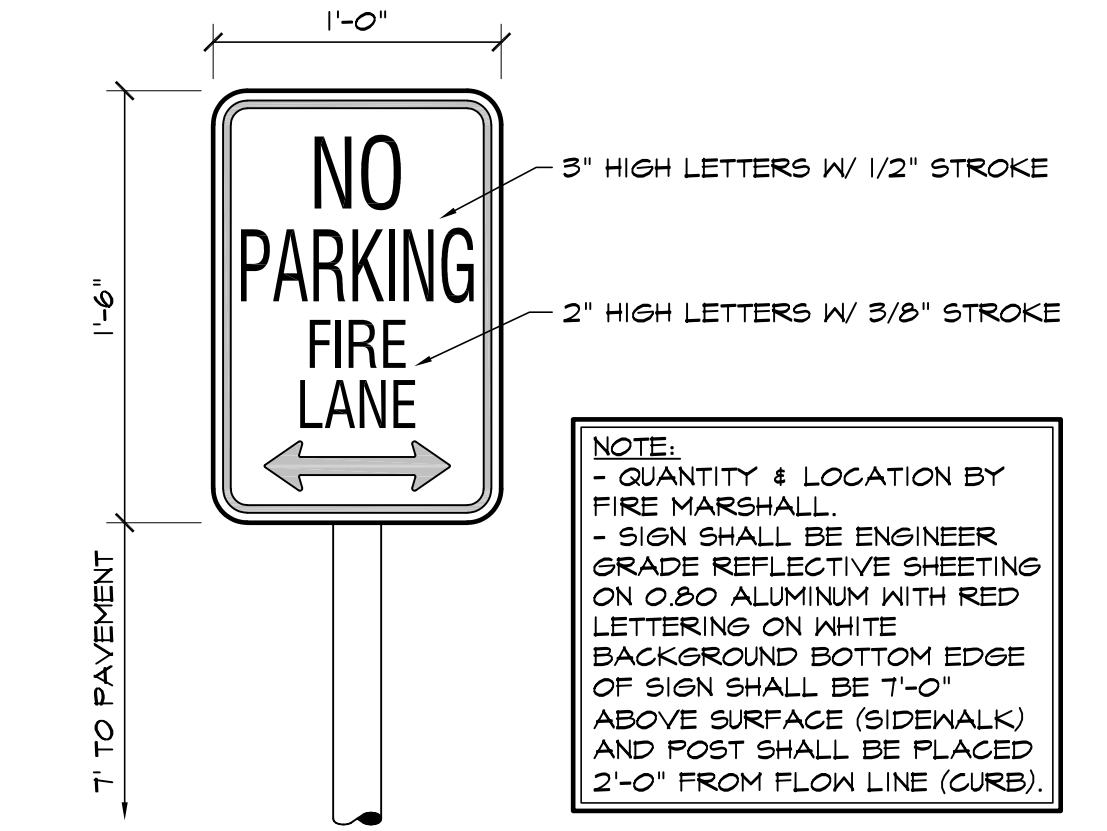 1'-0"
NO
PARKING
FIRE
LANE
3" HIGH LETTERS W/ 1/2" STROKE
2" HIGH LETTERS W/ 3/8" STROKE
1'-6"
7' TO PAVEMENT
NOTE:
- QUANTITY & LOCATION BY
FIRE MARSHALL.
- SIGN SHALL BE ENGINEER
GRADE REFLECTIVE SHEETING
ON 0.80 ALUMINUM WITH RED
LETTERING ON WHITE
BACKGROUND BOTTOM EDGE
OF SIGN SHALL BE 7'-0"
ABOVE SURFACE (SIDEWALK)
AND POST SHALL BE PLACED
2'-0" FROM FLOW LINE (CURB).